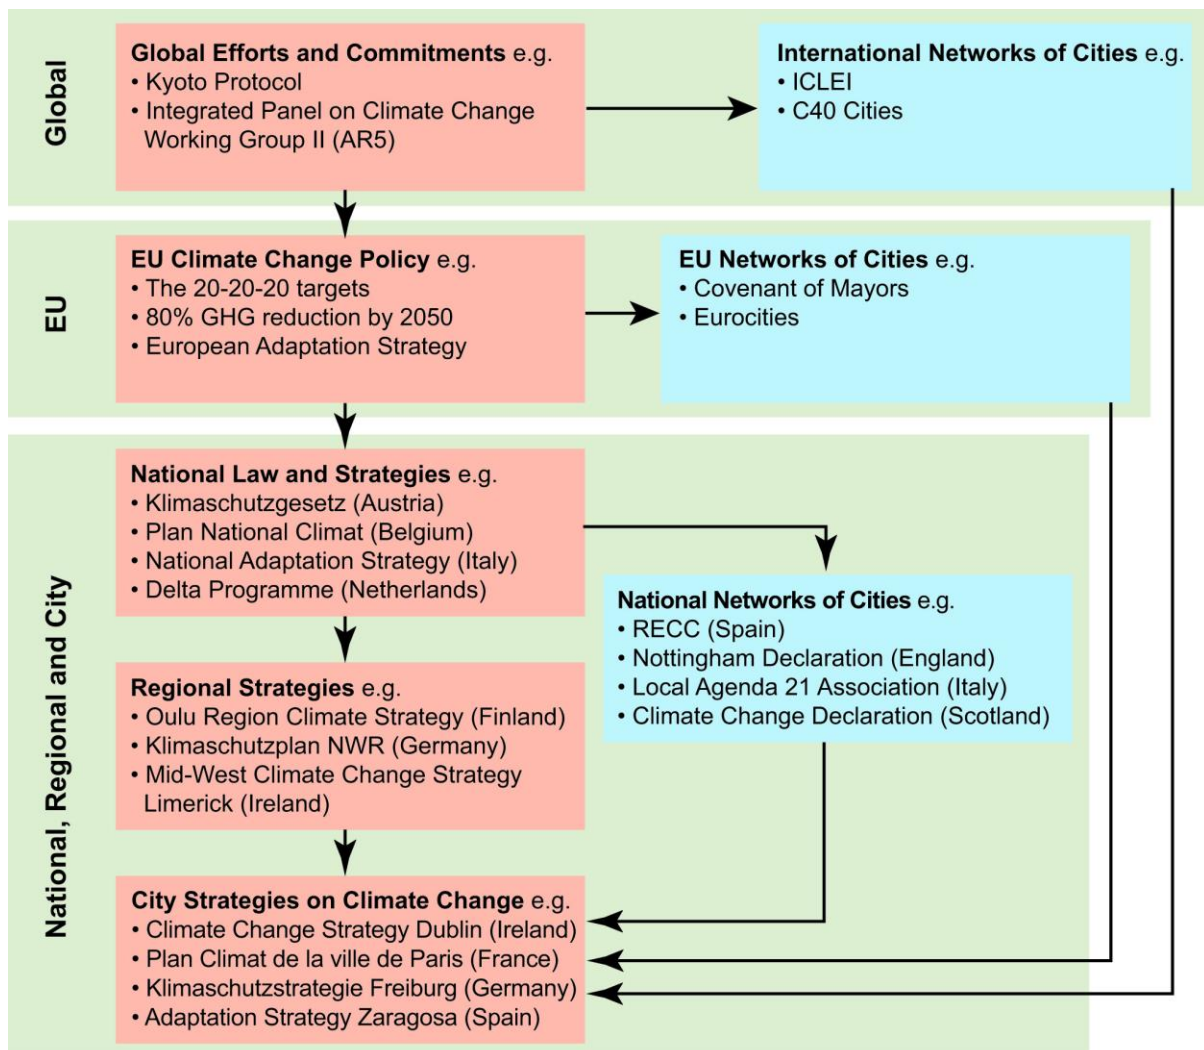 Global
Global Efforts and Commitments e.g.
• Kyoto Protocol
• Integrated Panel on Climate Change
Working Group II (AR5)
International Networks of Cities e.g.
• ICLEI
• C40 Cities
EU
EU Climate Change Policy e.g.
• The 20-20-20 targets
• 80% GHG reduction by 2050
• European Adaptation Strategy
EU Networks of Cities e.g.
• Covenant of Mayors
• Eurocities
National, Regional and City
National Law and Strategies e.g.
• Klimaschutzgesetz (Austria)
• Plan National Climat (Belgium)
• National Adaptation Strategy (Italy)
• Delta Programme (Netherlands)
National Networks of Cities e.g.
• RECC (Spain)
• Nottingham Declaration (England)
• Local Agenda 21 Association (Italy)
• Climate Change Declaration (Scotland)
Regional Strategies e.g.
• Oulu Region Climate Strategy (Finland)
• Klimaschutzplan NWR (Germany)
• Mid-West Climate Change Strategy
Limerick (Ireland)
City Strategies on Climate Change e.g.
• Climate Change Strategy Dublin (Ireland)
• Plan Climat de la ville de Paris (France)
• Klimaschutzstrategie Freiburg (Germany)
• Adaptation Strategy Zaragosa (Spain)